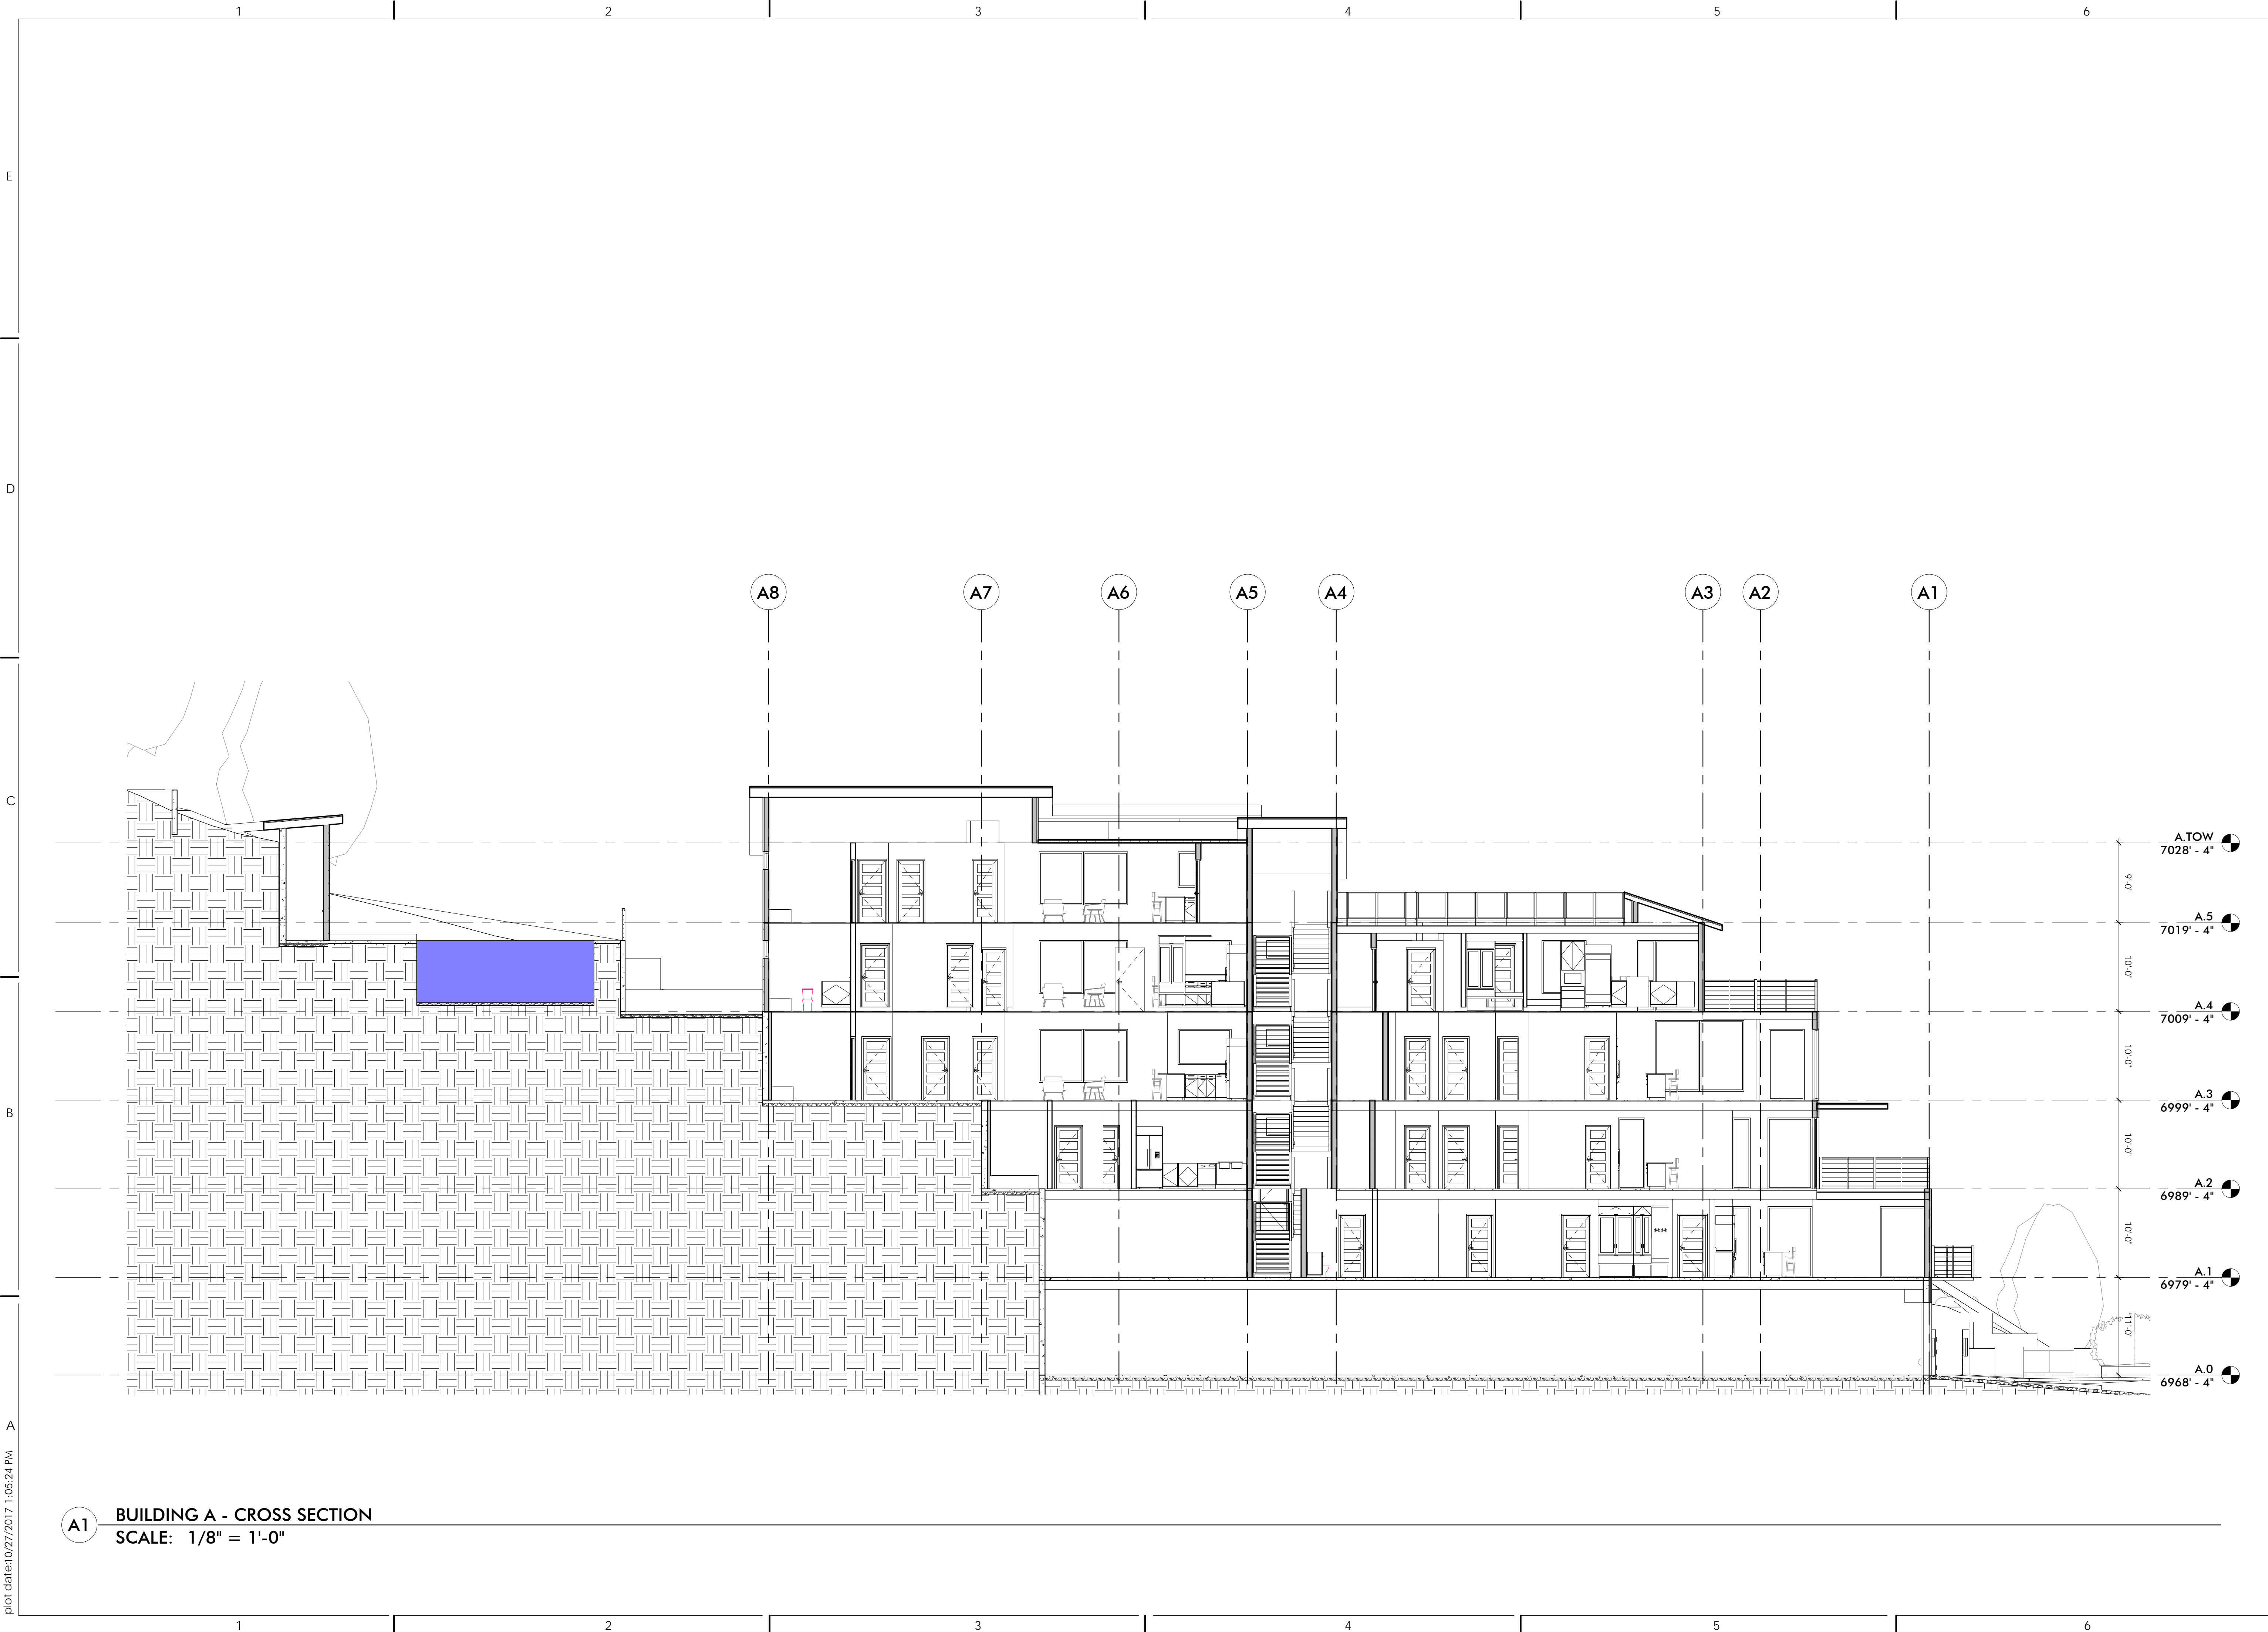 1 2 3 4 5 6
E
D
C
B
A
A8 A7 A6 A5 A4 A3 A2 A1
A.TOW
7028' - 4"
9'-0"
A.5
7019' - 4"
10'-0"
A.4
7009' - 4"
10'-0"
A.3
6999' - 4"
10'-0"
A.2
6989' - 4"
10'-0"
A.1
6979' - 4"
11'-0"
A.0
6968' - 4"
A1
BUILDING A - CROSS SECTION
SCALE: 1/8" = 1'-0"
plot date:10/27/2017 1:05:24 PM
1 2 3 4 5 6